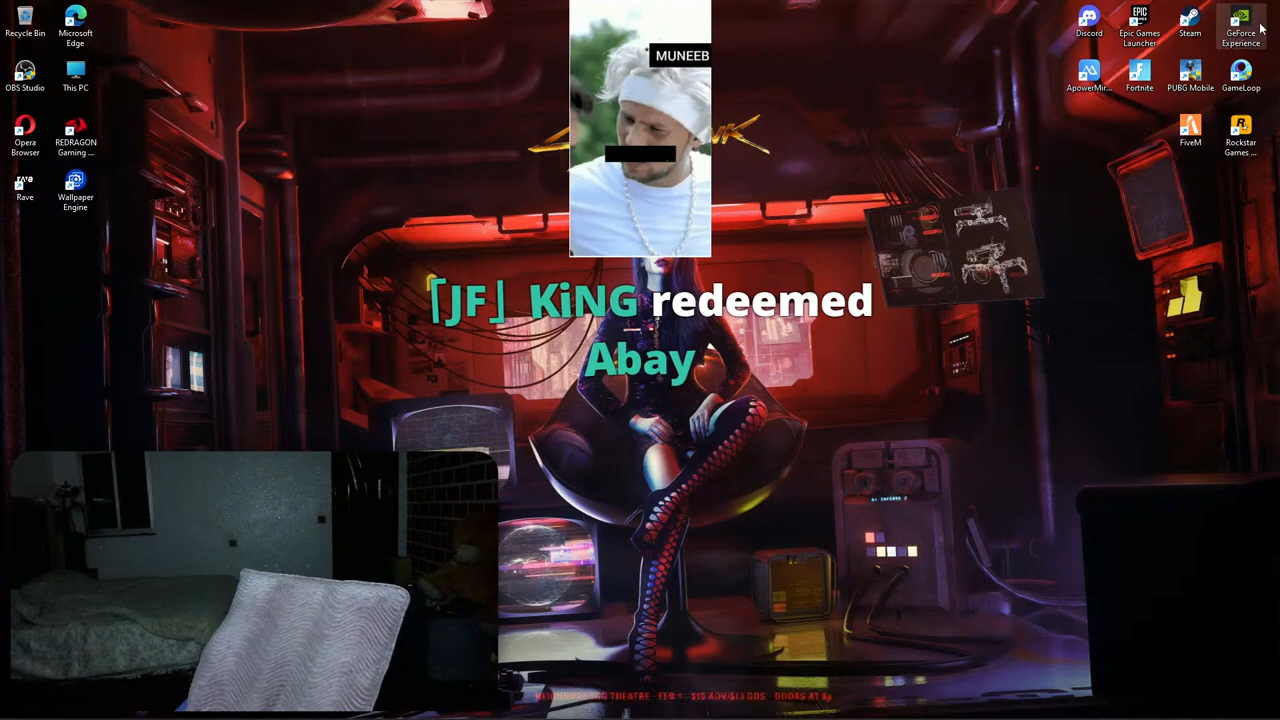 Recycle Bin
Microsoft
Edge
OBS Studio
This PC
Opera
Browser
REDRAGON
Gaming ...
Rave
Wallpaper
Engine
MUNEEB
「JF」 KiNG redeemed
Abay
Discord
Epic Games
Launcher
Steam
GeForce
Experience
ApowerMir...
Fortnite
PUBG Mobile
GameLoop
FiveM
Rockstar
Games ...